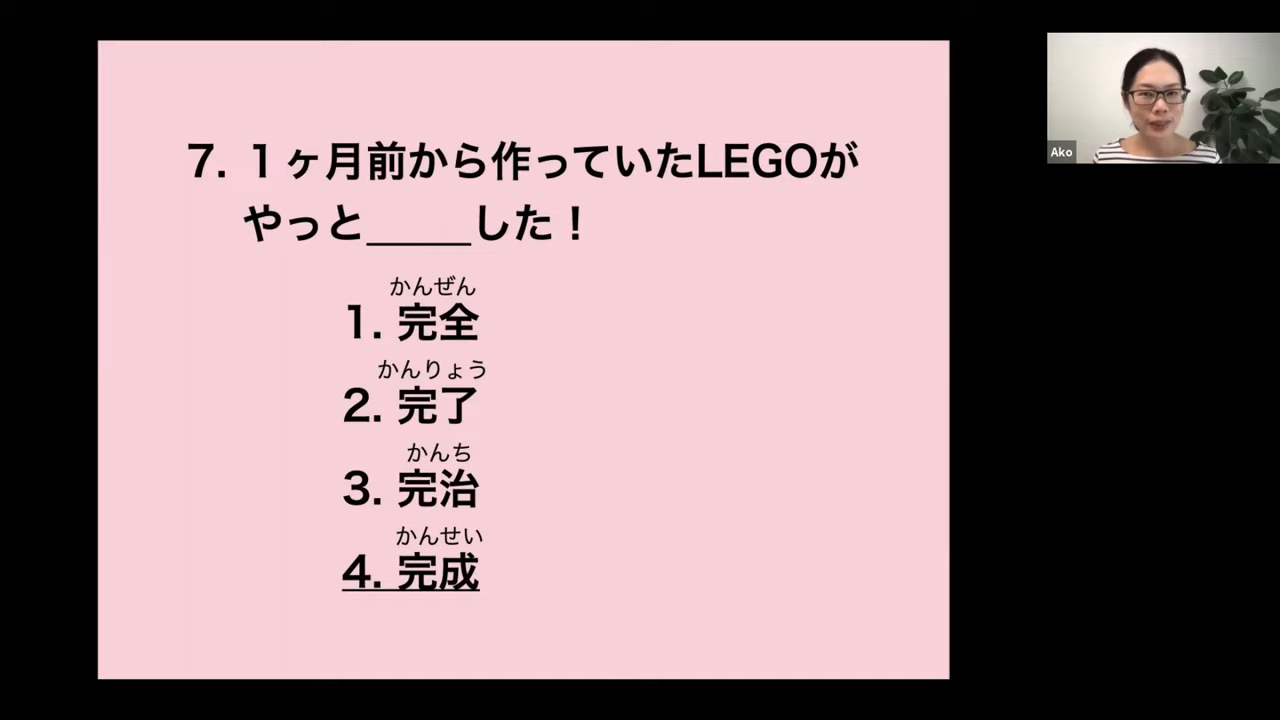 7. １ヶ月前から作っていたLEGOが
やっと_____した！
かんぜん
1. 完全
かんりょう
2. 完了
かんち
3. 完治
かんせい
4. 完成
Ako